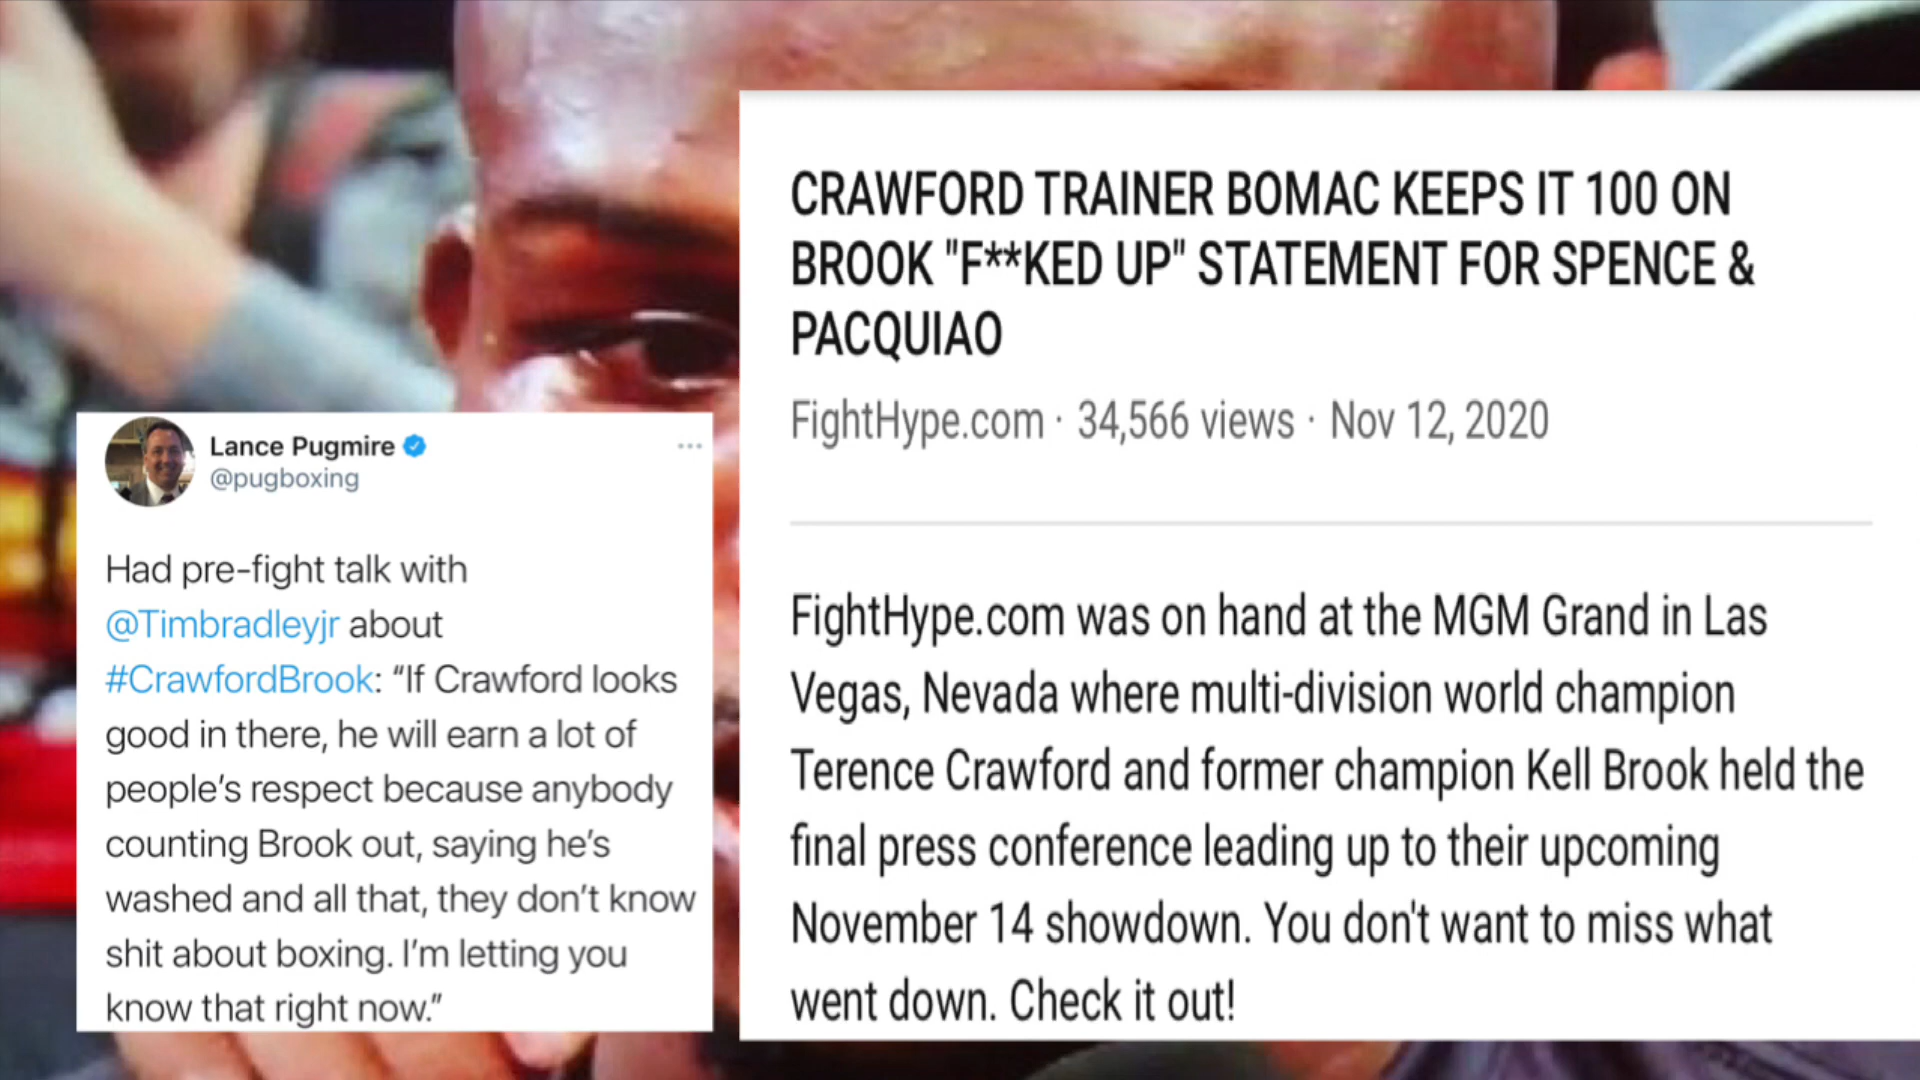 CRAWFORD TRAINER BOMAC KEEPS IT 100 ON
BROOK "F**KED UP" STATEMENT FOR SPENCE &
PACQUIAO
FightHype.com · 34,566 views · Nov 12, 2020
FightHype.com was on hand at the MGM Grand in Las
Vegas, Nevada where multi-division world champion
Terence Crawford and former champion Kell Brook held the
final press conference leading up to their upcoming
November 14 showdown. You don't want to miss what
went down. Check it out!
Lance Pugmire
@pugboxing
Had pre-fight talk with
@Timbradleyjr about
#CrawfordBrook: “If Crawford looks
good in there, he will earn a lot of
people’s respect because anybody
counting Brook out, saying he’s
washed and all that, they don’t know
shit about boxing. I’m letting you
know that right now.”